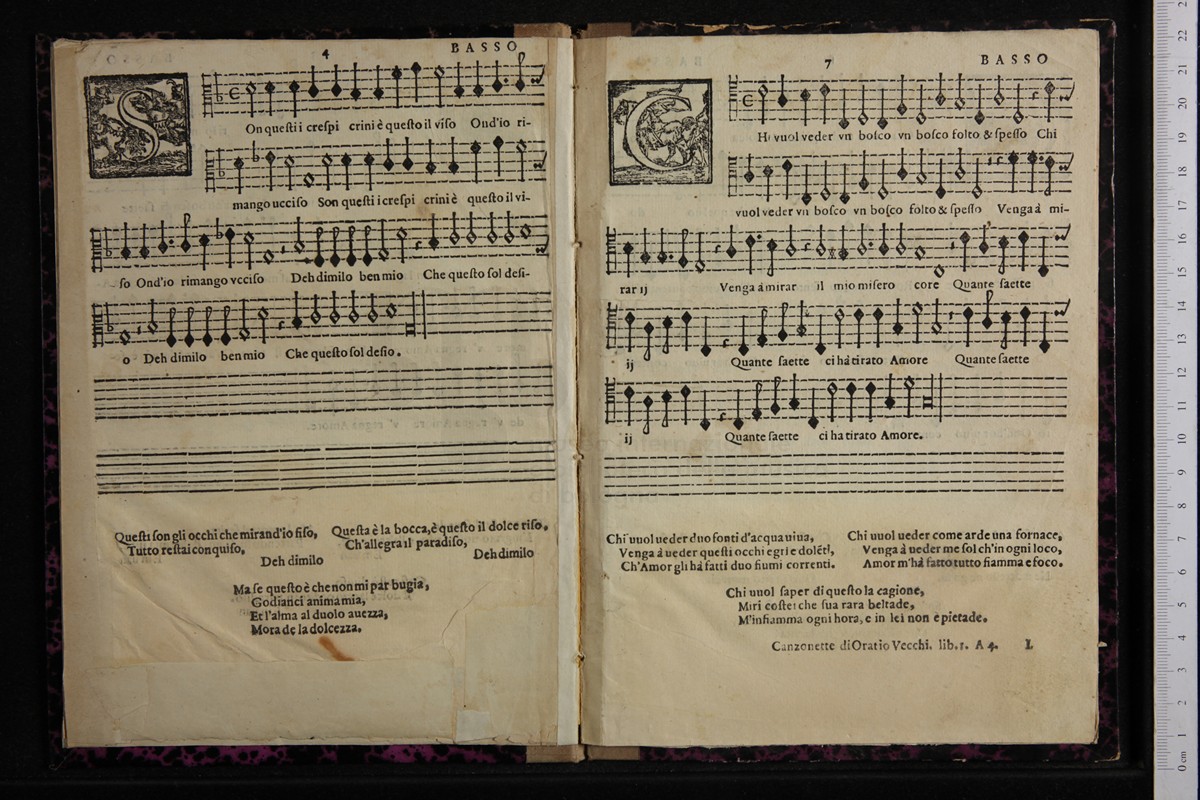 4
BASSO
Son questi i crespi crini è questo il viso Ond'io ri-
mango ucciso Son questi i crespi crini è questo il vi-
so Ond'io rimango vcciso Deh dimilo ben mio Che questo sol desi-
o Deh dimilo ben mio Che questo sol desio.
Questi son gli occhi che mirand'io fiso,
Tutto restai conquiso,
Deh dimilo
Questa è la bocca, è questo il dolce riso.
Ch'allegra il paradiso,
Deh dimilo
Ma se questo è che non mi par bugia,
Godianci anima mia,
Et l'alma al duolo auezza,
Mora de la dolcezza.
7
BASSO
CHi vuol veder vn bosco vn bosco folto & spesso Chi
vuol veder vn bosco vn bosco folto & spesso Venga à mi-
rar ij Venga à mirar il mio misero core Quante saette
ij Quante saette ci hà tirato Amore Quante saette
ij Quante saette ci ha tirato Amore.
Chi uuol ueder duo fonti d'acqua uiua,
Venga à ueder questi occhi egri e dolẽti,
Ch'Amor gli hà fatti duo fiumi correnti.
Chi uuol ueder come arde una fornace,
Venga à ueder me sol ch'in ogni loco,
Amor m'hà fatto tutto fiamma e foco.
Chi uuol saper di questo la cagione,
Miri costei che sua rara beltade,
M'infiamma ogni hora, e in lei non è pietade.
Canzonette di Oratio Vecchi. lib. 1. A 4. I